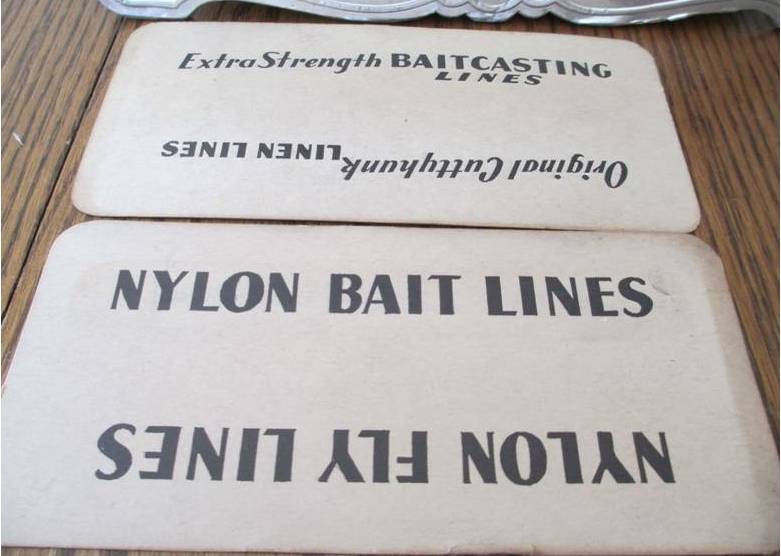 Extra Strength BAITCASTING
LINES
Original Cuttyhunk LINEN LINES
NYLON BAIT LINES
NYLON FLY LINES